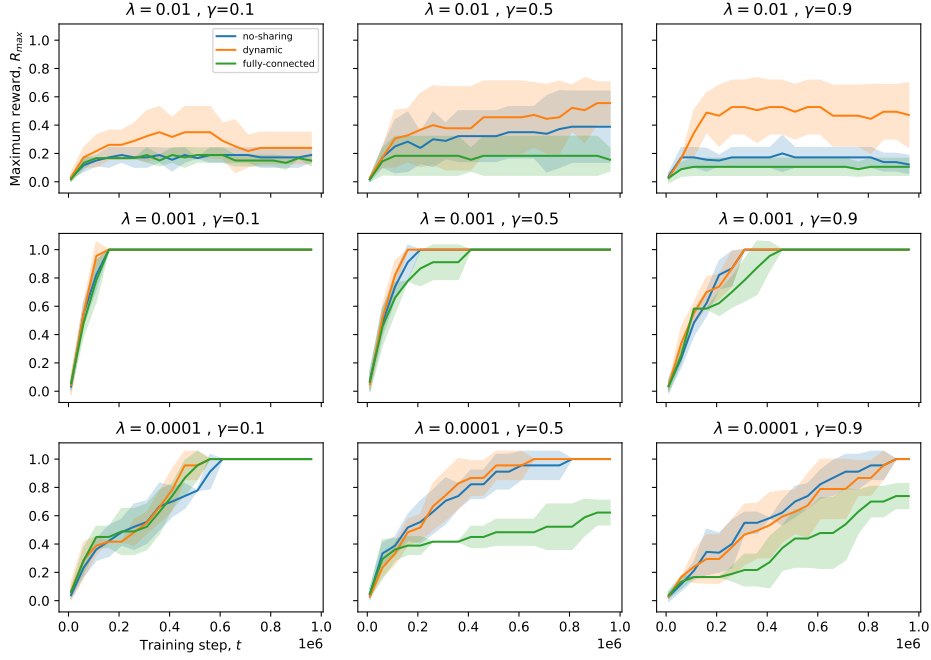 λ = 0.01 , γ=0.1
λ = 0.01 , γ=0.5
λ = 0.01 , γ=0.9
Maximum reward, R_max
1.0
0.8
0.6
0.4
0.2
0.0
no-sharing
dynamic
fully-connected
λ = 0.001 , γ=0.1
λ = 0.001 , γ=0.5
λ = 0.001 , γ=0.9
1.0
0.8
0.6
0.4
0.2
0.0
λ = 0.0001 , γ=0.1
λ = 0.0001 , γ=0.5
λ = 0.0001 , γ=0.9
1.0
0.8
0.6
0.4
0.2
0.0
0.0 0.2 0.4 0.6 0.8 1.0
1e6
Training step, t
0.0 0.2 0.4 0.6 0.8 1.0
1e6
0.0 0.2 0.4 0.6 0.8 1.0
1e6